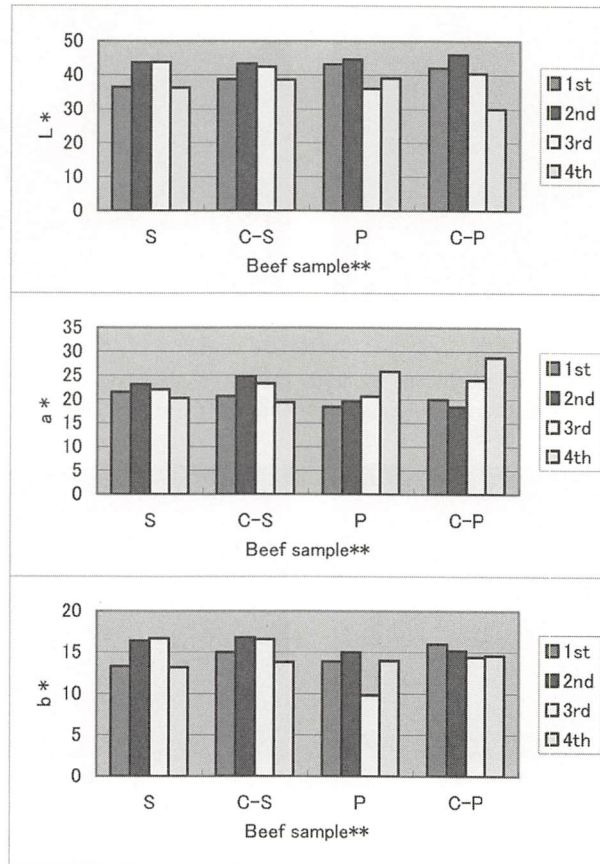 50
40
30
20
10
0
L *
S C-S P C-P
Beef sample**
1st
2nd
3rd
4th
35
30
25
20
15
10
5
0
a *
S C-S P C-P
Beef sample**
1st
2nd
3rd
4th
20
15
10
5
0
b *
S C-S P C-P
Beef sample**
1st
2nd
3rd
4th